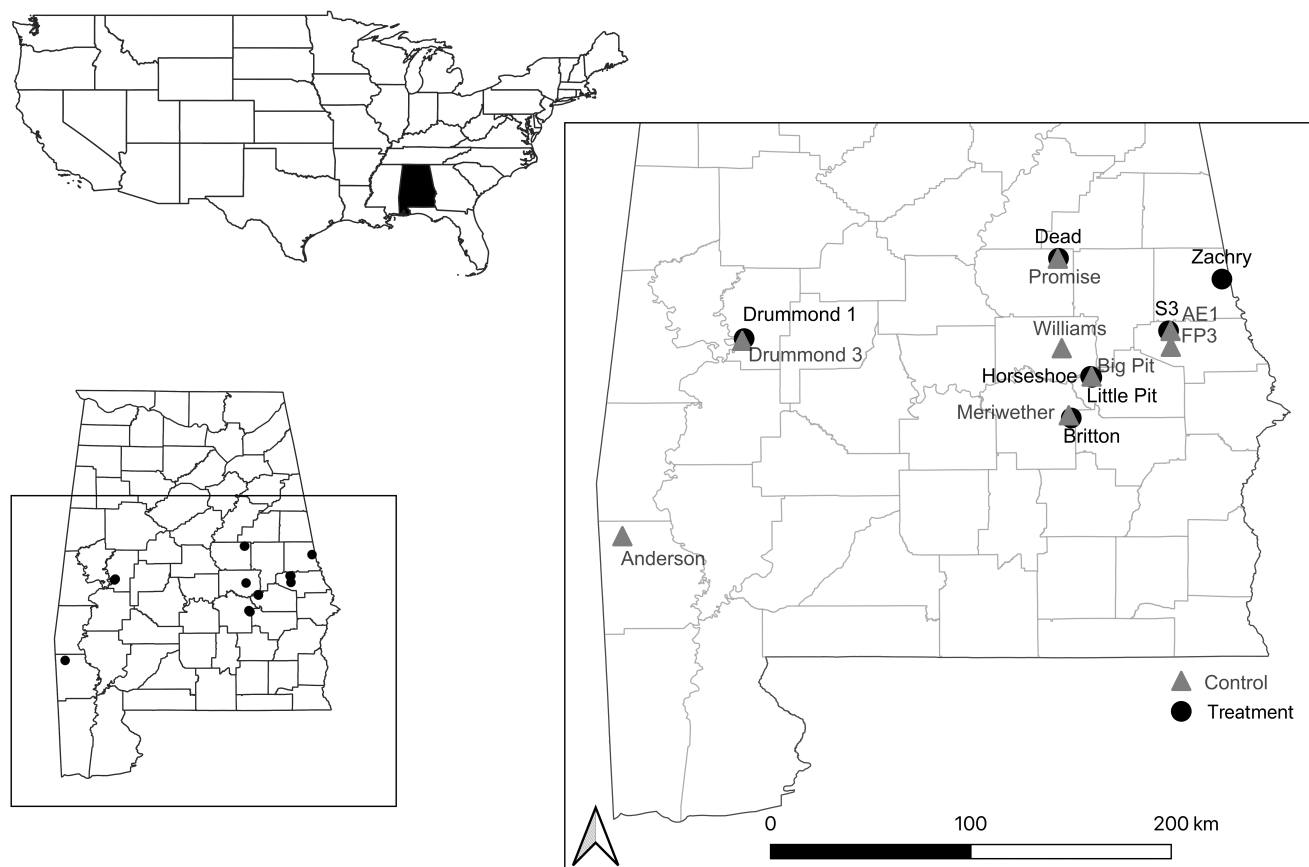 Dead
Promise
Zachry
Drummond 1
Drummond 3
S3
AE1
FP3
Williams
Horseshoe
Big Pit
Little Pit
Meriwether
Britton
Anderson
Control
Treatment
0
100
200 km